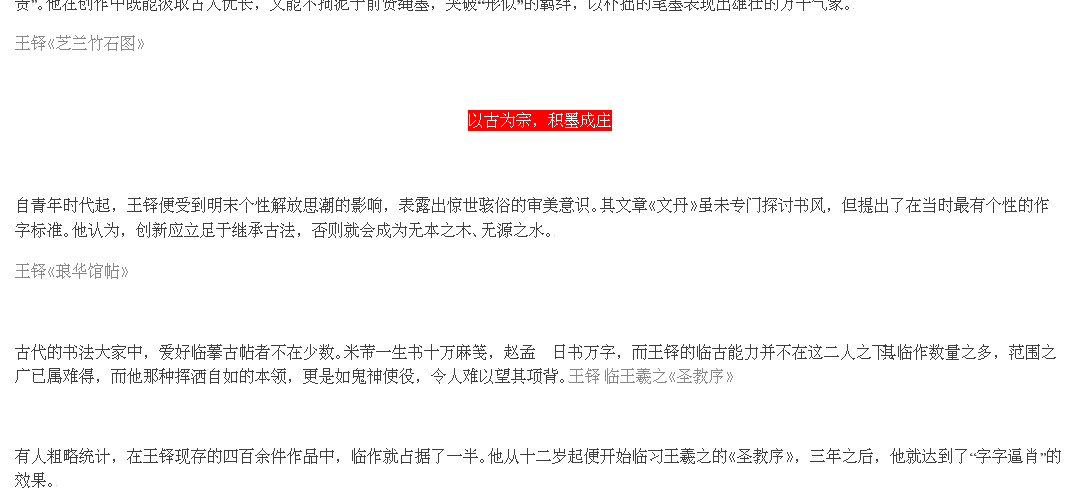 贵”。他在创作中既能汲取古人优长，又能不拘泥于前贤绳墨，突破“形似”的羁绊，以朴拙的笔墨表现出雄壮的万千气象。
王铎《芝兰竹石图》
以古为宗，积墨成庄
自青年时代起，王铎便受到明末个性解放思潮的影响，表露出惊世骇俗的审美意识。其文章《文丹》虽未专门探讨书风，但提出了在当时最有个性的作
字标准。他认为，创新应立足于继承古法，否则就会成为无本之木、无源之水。
王铎《琅华馆帖》
古代的书法大家中，爱好临摹古帖者不在少数。米芾一生书十万麻笺，赵孟 日书万字，而王铎的临古能力并不在这二人之下其临作数量之多，范围之
广已属难得，而他那种挥洒自如的本领，更是如鬼神使役，令人难以望其项背。王铎 临王羲之《圣教序》
有人粗略统计，在王铎现存的四百余件作品中，临作就占据了一半。他从十二岁起便开始临习王羲之的《圣教序》，三年之后，他就达到了“字字逼肖”的
效果。